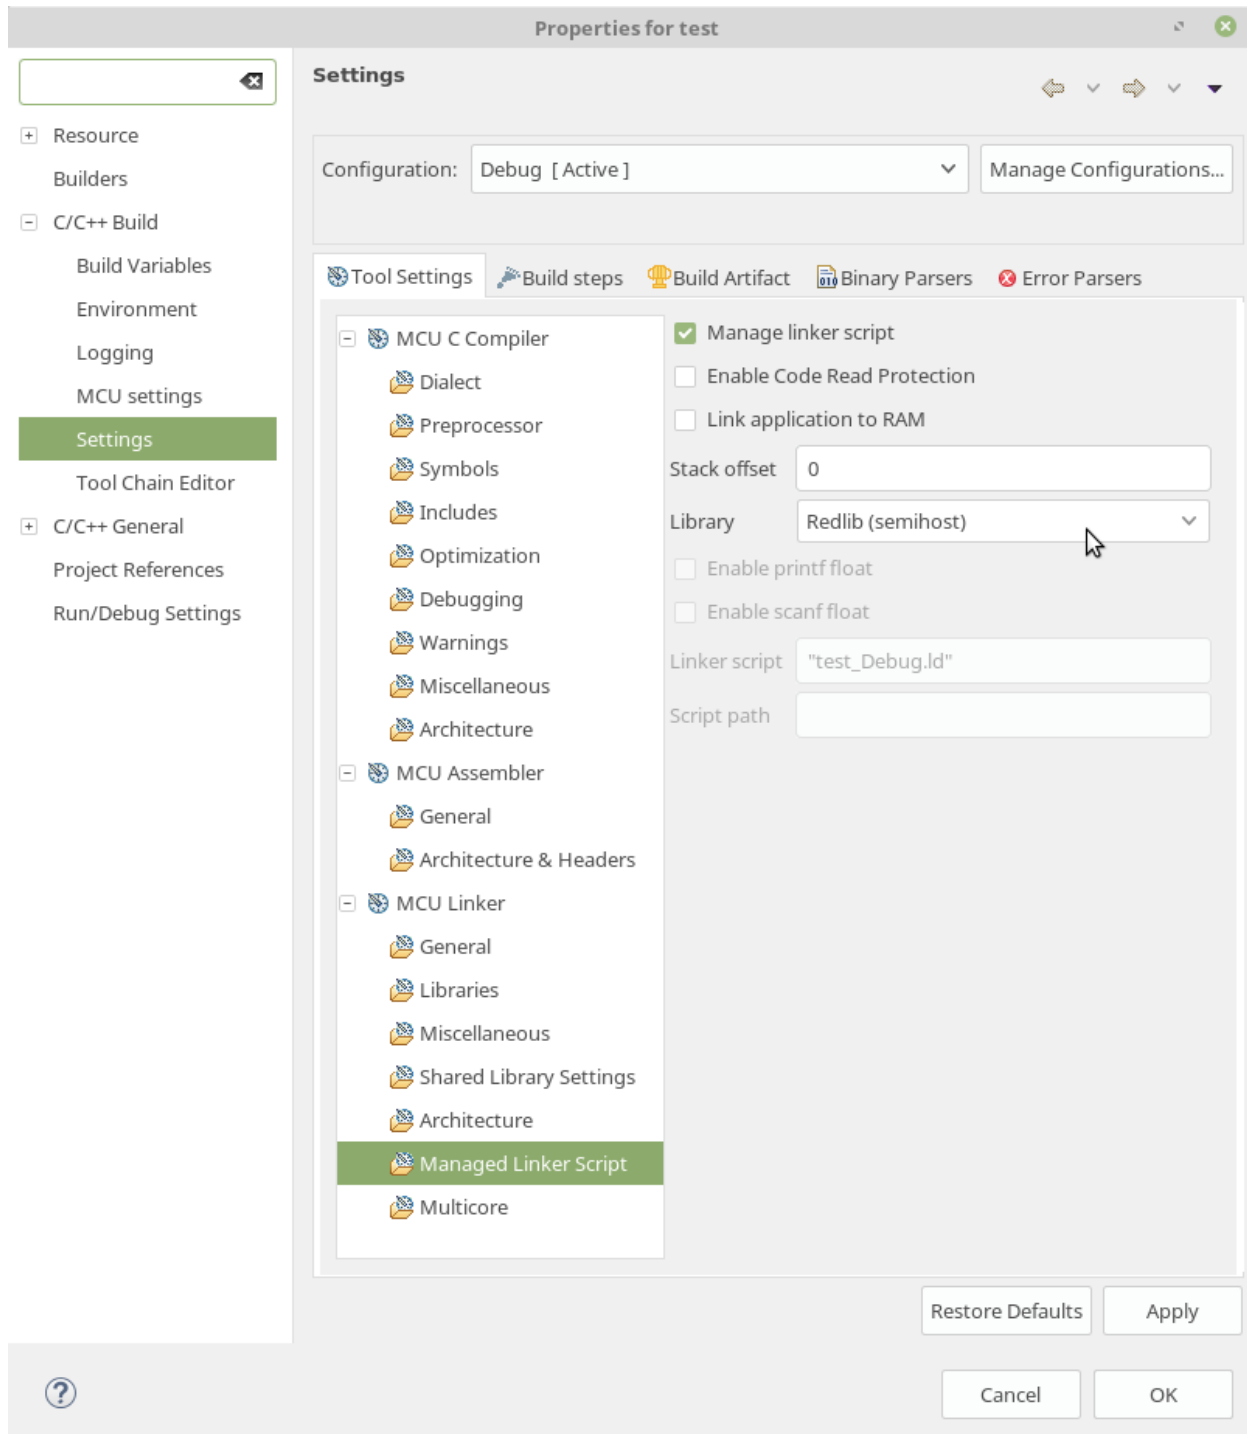 Properties for test
Settings
Resource
Builders
C/C++ Build
Build Variables
Environment
Logging
MCU settings
Settings
Tool Chain Editor
C/C++ General
Project References
Run/Debug Settings
Configuration: Debug [ Active ] Manage Configurations...
Tool Settings Build steps Build Artifact Binary Parsers Error Parsers
MCU C Compiler
Dialect
Preprocessor
Symbols
Includes
Optimization
Debugging
Warnings
Miscellaneous
Architecture
MCU Assembler
General
Architecture & Headers
MCU Linker
General
Libraries
Miscellaneous
Shared Library Settings
Architecture
Managed Linker Script
Multicore
Manage linker script
Enable Code Read Protection
Link application to RAM
Stack offset 0
Library Redlib (semihost)
Enable printf float
Enable scanf float
Linker script "test_Debug.ld"
Script path
Restore Defaults Apply
? Cancel OK